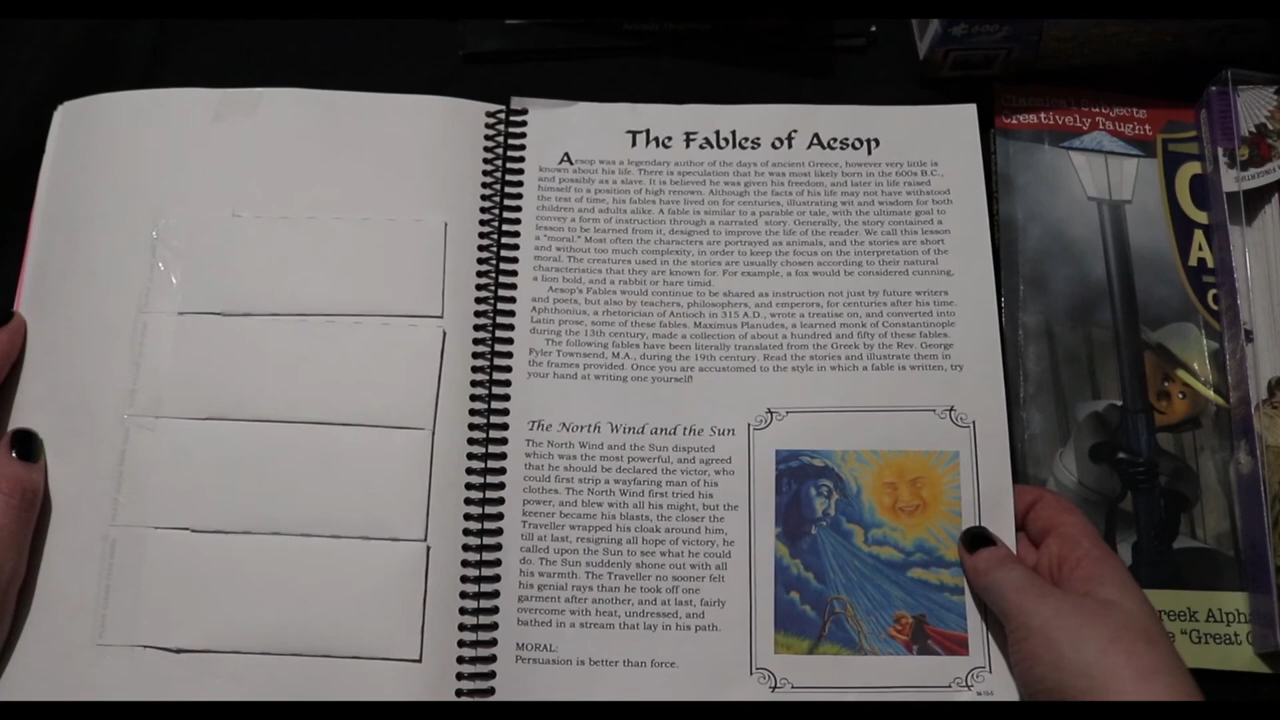 The Fables of Aesop
Aesop was a legendary author of the days of ancient Greece, however very little is
known about his life. There is speculation that he was most likely born in the 600s B.C.,
and possibly as a slave. It is believed he was given his freedom, and later in life raised
himself to a position of high renown. Although the facts of his life may not have withstood
the test of time, his fables have lived on for centuries, illustrating wit and wisdom for both
children and adults alike. A fable is similar to a parable or tale, with the ultimate goal to
convey a form of instruction through a narrated story. Generally, the story contained a
lesson to be learned from it, designed to improve the life of the reader. We call this lesson
a "moral." Most often the characters are portrayed as animals, and the stories are short
and without too much complexity, in order to keep the focus on the interpretation of the
moral. The creatures used in the stories are usually chosen according to their natural
characteristics that they are known for. For example, a fox would be considered cunning,
a lion bold, and a rabbit or hare timid.
Aesop's Fables would continue to be shared as instruction not just by future writers
and poets, but also by teachers, philosophers, and emperors, for centuries after his time.
Aphthonius, a rhetorician of Antioch in 315 A.D., wrote a treatise on, and converted into
Latin prose, some of these fables. Maximus Planudes, a learned monk of Constantinople
during the 13th century, made a collection of about a hundred and fifty of these fables.
The following fables have been literally translated from the Greek by the Rev. George
Fyler Townsend, M.A., during the 19th century. Read the stories and illustrate them in
the frames provided. Once you are accustomed to the style in which a fable is written, try
your hand at writing one yourself!
The North Wind and the Sun
The North Wind and the Sun disputed
which was the most powerful, and agreed
that he should be declared the victor, who
could first strip a wayfaring man of his
clothes. The North Wind first tried his
power, and blew with all his might, but the
keener became his blasts, the closer the
Traveller wrapped his cloak around him,
till at last, resigning all hope of victory, he
called upon the Sun to see what he could
do. The Sun suddenly shone out with all
his warmth. The Traveller no sooner felt
his genial rays than he took off one
garment after another, and at last, fairly
overcome with heat, undressed, and
bathed in a stream that lay in his path.
MORAL:
Persuasion is better than force.
Classical Subjects
Creatively Taught
reek Alpha
e "Great
600